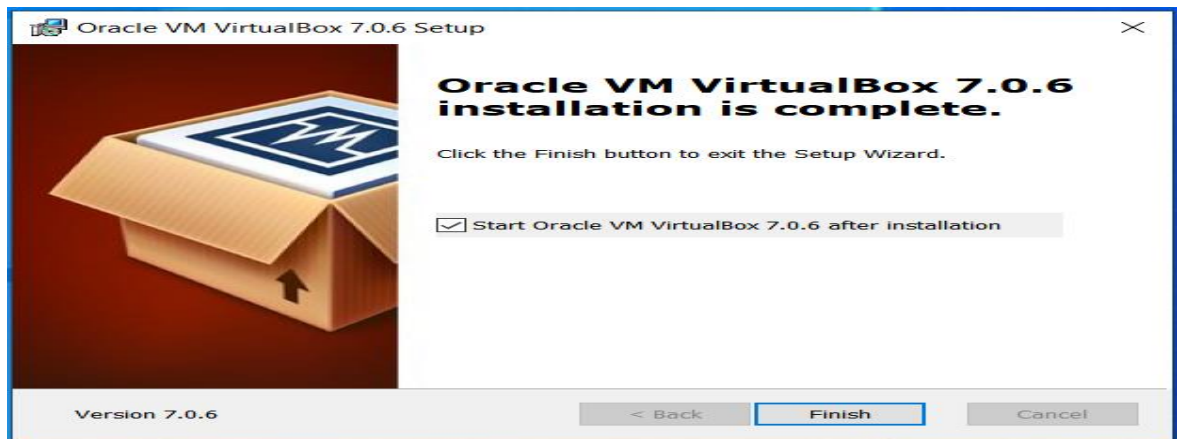 Oracle VM VirtualBox 7.0.6 Setup
Oracle VM VirtualBox 7.0.6
installation is complete.
Click the Finish button to exit the Setup Wizard.
Start Oracle VM VirtualBox 7.0.6 after installation
Version 7.0.6
< Back
Finish
Cancel